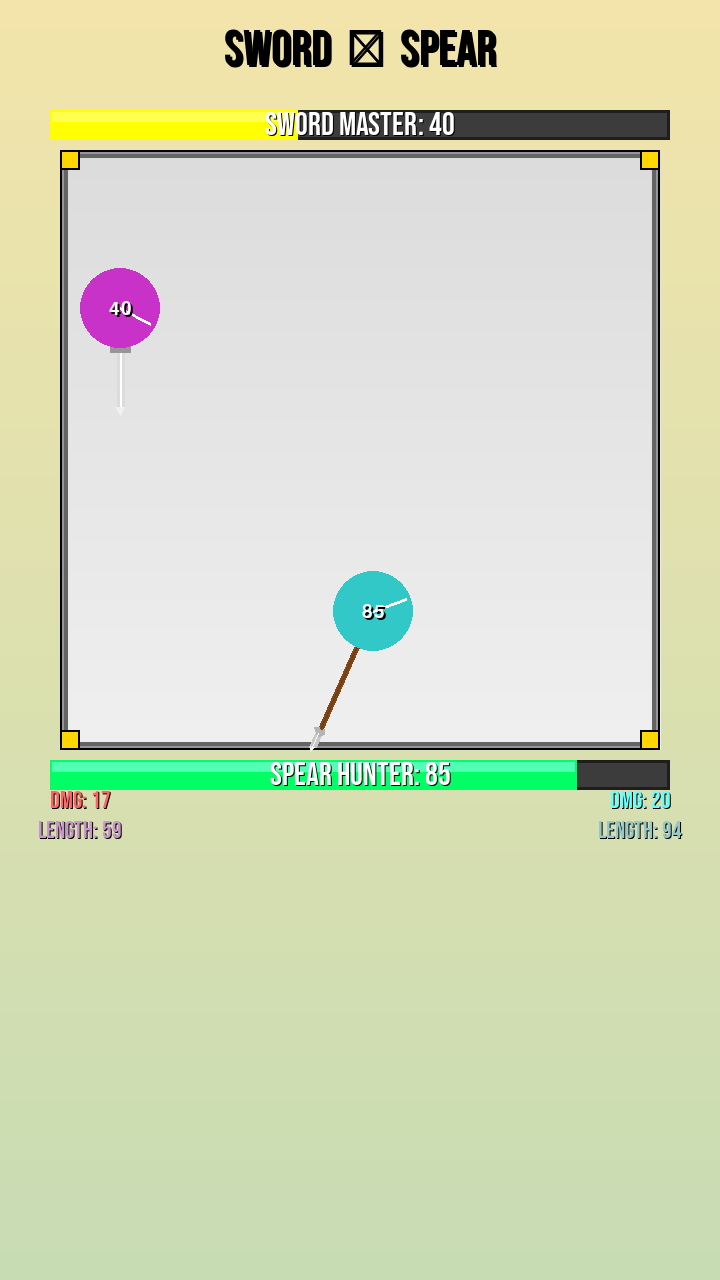 SWORD ⛝ SPEAR
SWORD MASTER: 40
40
85
SPEAR HUNTER: 85
DMG: 17
DMG: 20
LENGTH: 59
LENGTH: 94